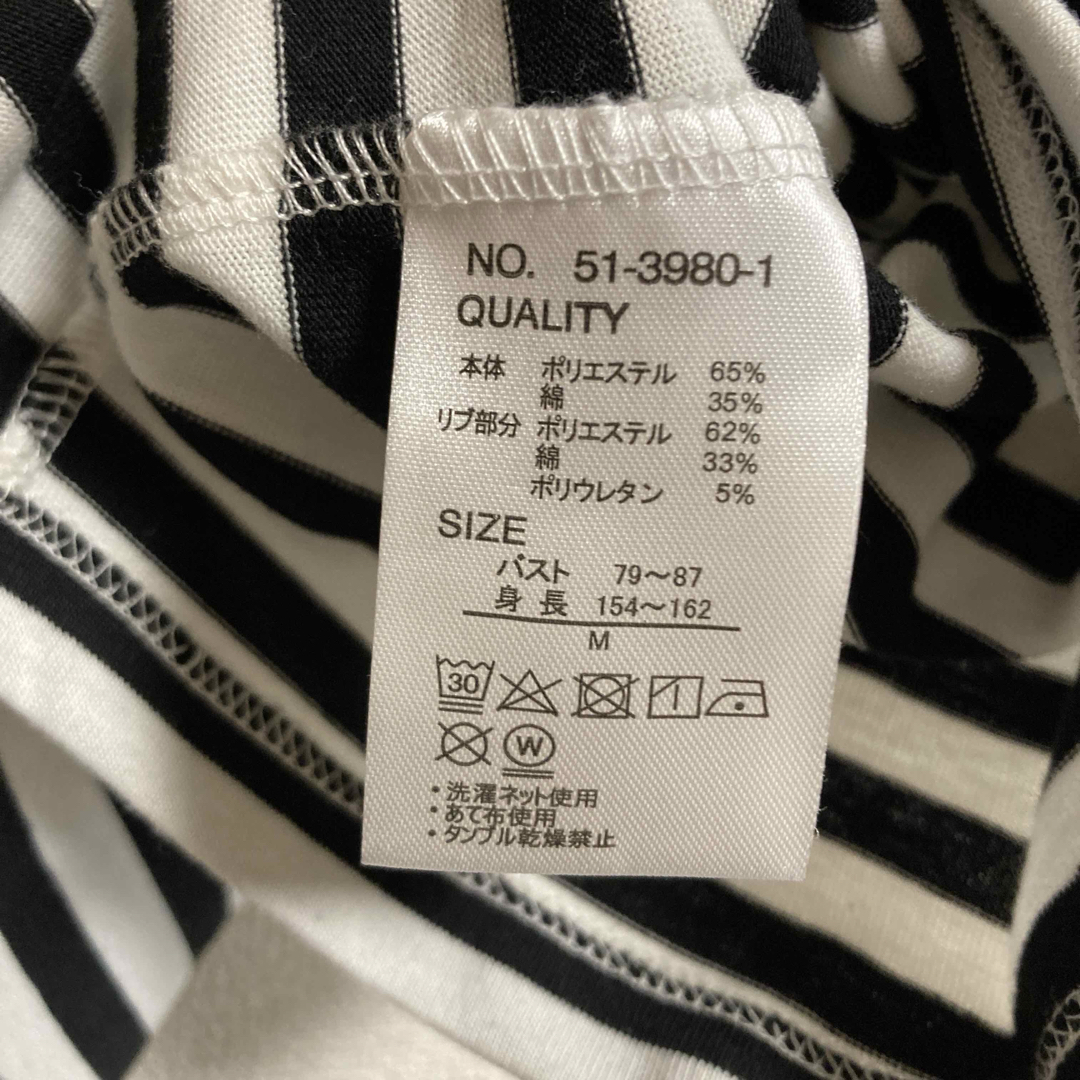 NO. 51-3980-1
QUALITY
本体 ポリエステル 65%
綿 35%
リブ部分 ポリエステル 62%
綿 33%
ポリウレタン 5%
SIZE
バスト 79〜87
身長 154〜162
M
30
W
・洗濯ネット使用
・あて布使用
・タンブル乾燥禁止